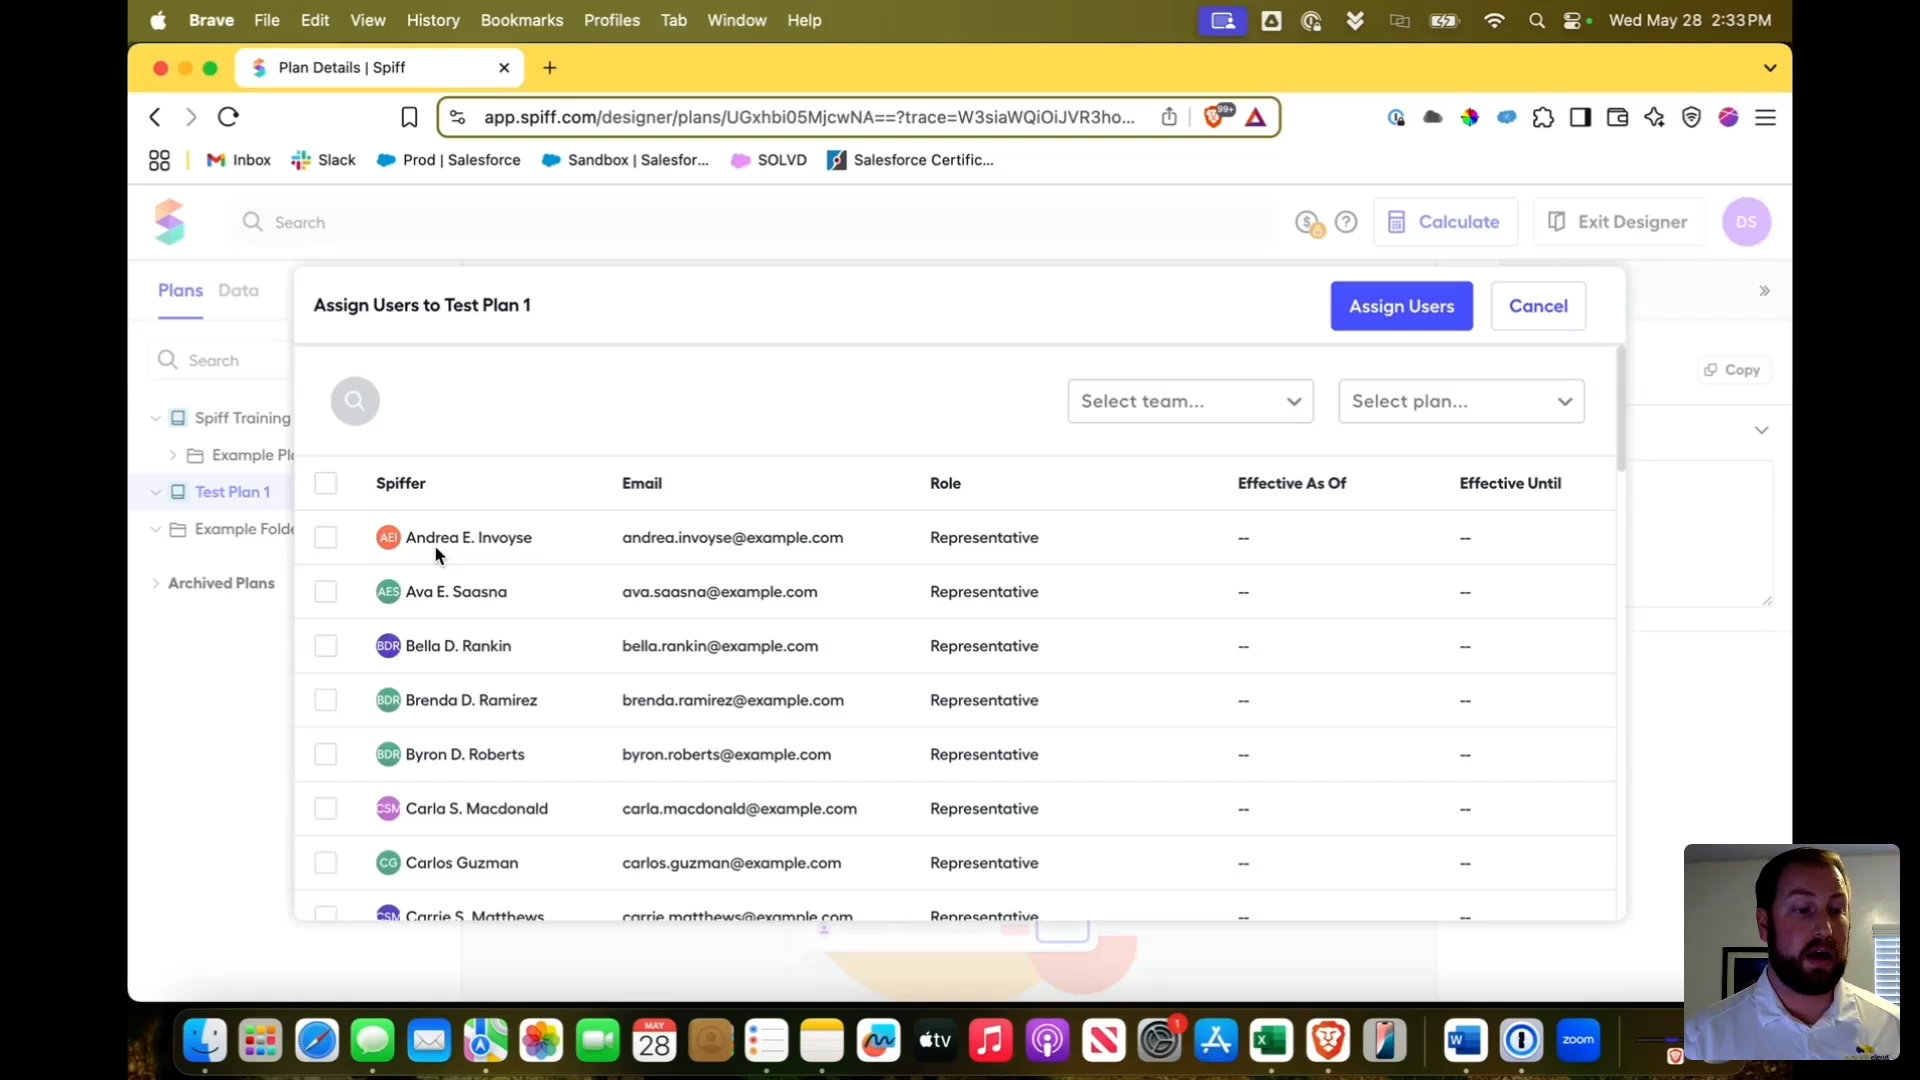 Brave File Edit View History Bookmarks Profiles Tab Window Help Wed May 28 2:33 PM
Plan Details | Spiff
app.spiff.com/designer/plans/UGxhbi05MjcwNA==?trace=W3siaWQiOiJVR3ho... 99+
Inbox Slack Prod | Salesforce Sandbox | Salesfor... SOLVD Salesforce Certific...
Search Calculate Exit Designer DS
Plans Data
Assign Users to Test Plan 1 Assign Users Cancel
Search Copy
Select team... Select plan...
Spiff Training
Example Pl
Test Plan 1
Example Folde
Archived Plans
Spiffer Email Role Effective As Of Effective Until
AEI Andrea E. Invoyse andrea.invoyse@example.com Representative -- --
AES Ava E. Saasna ava.saasna@example.com Representative -- --
BDR Bella D. Rankin bella.rankin@example.com Representative -- --
BDR Brenda D. Ramirez brenda.ramirez@example.com Representative -- --
BDR Byron D. Roberts byron.roberts@example.com Representative -- --
CSM Carla S. Macdonald carla.macdonald@example.com Representative -- --
CG Carlos Guzman carlos.guzman@example.com Representative -- --
CSM Carrie S. Matthews carrie.matthews@example.com Representative -- --
MAY
28
tv
1
zoom